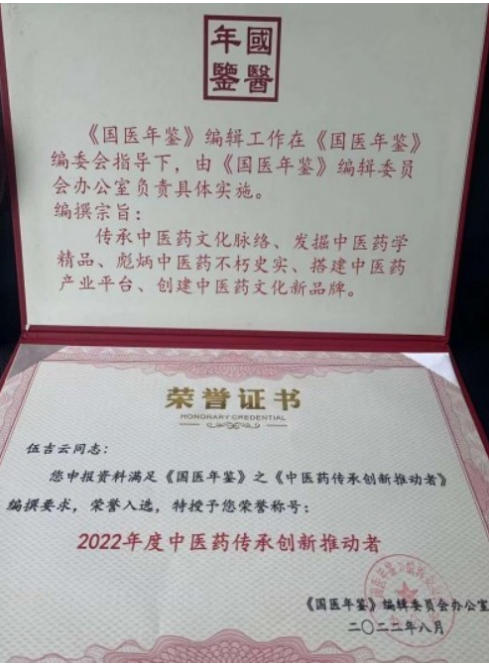 國醫
年鑒
《国医年鉴》编辑工作在《国医年鉴》
编委会指导下，由《国医年鉴》编辑委员
会办公室负责具体实施。
编撰宗旨：
传承中医药文化脉络、发掘中医药学
精品、彪炳中医药不朽史实、搭建中医药
产业平台、创建中医药文化新品牌。
荣誉证书
HONORARY CREDENTIAL
伍吉云同志：
您申报资料满足《国医年鉴》之《中医药传承创新推动者》
编撰要求，荣誉入选，特授予您荣誉称号：
2022年度中医药传承创新推动者
《国医年鉴》编辑委员会办公室
二〇二二年八月